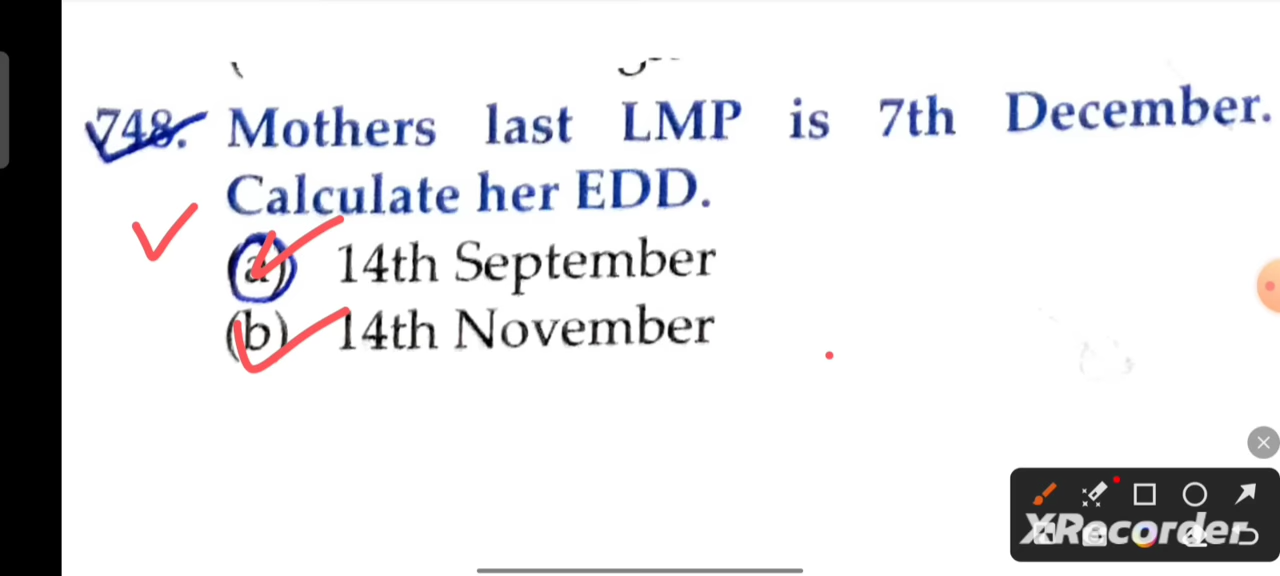 748. Mothers last LMP is 7th December.
Calculate her EDD.
(a) 14th September
(b) 14th November
XRecorder